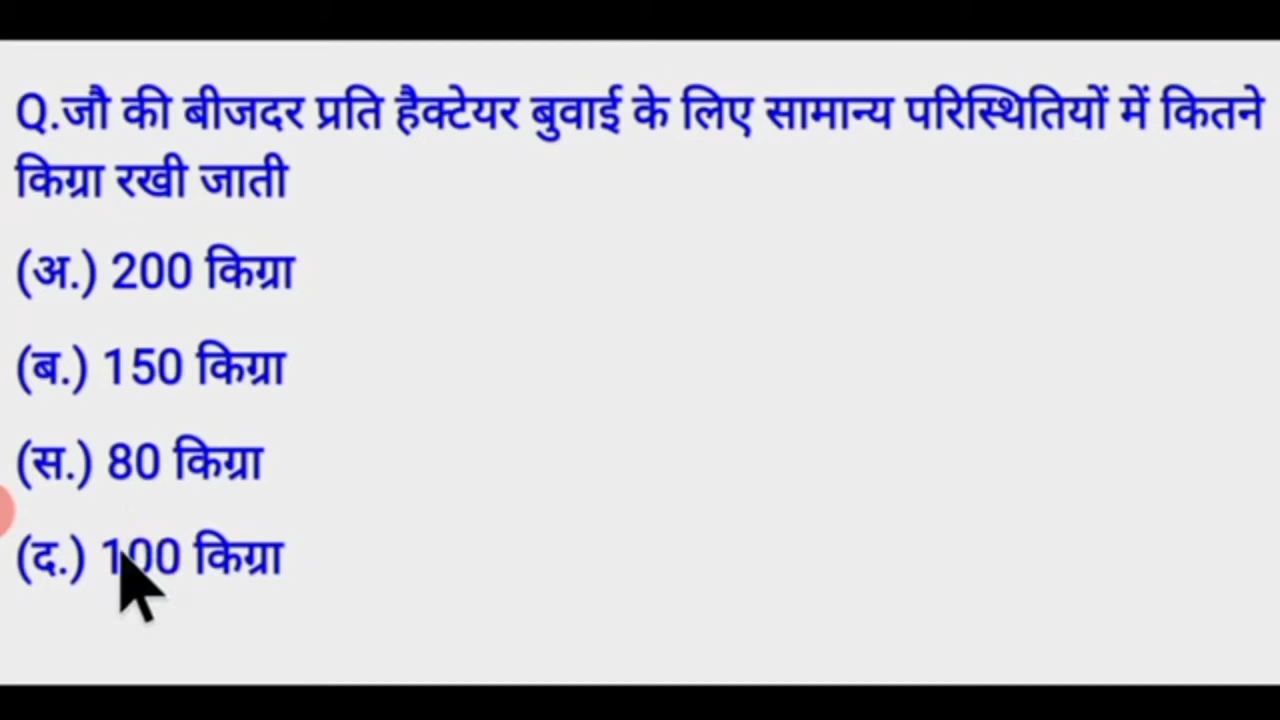 Q.जौ की बीजदर प्रति हैक्टेयर बुवाई के लिए सामान्य परिस्थितियों में कितने
किग्रा रखी जाती
(अ.) 200 किग्रा
(ब.) 150 किग्रा
(स.) 80 किग्रा
(द.) 100 किग्रा